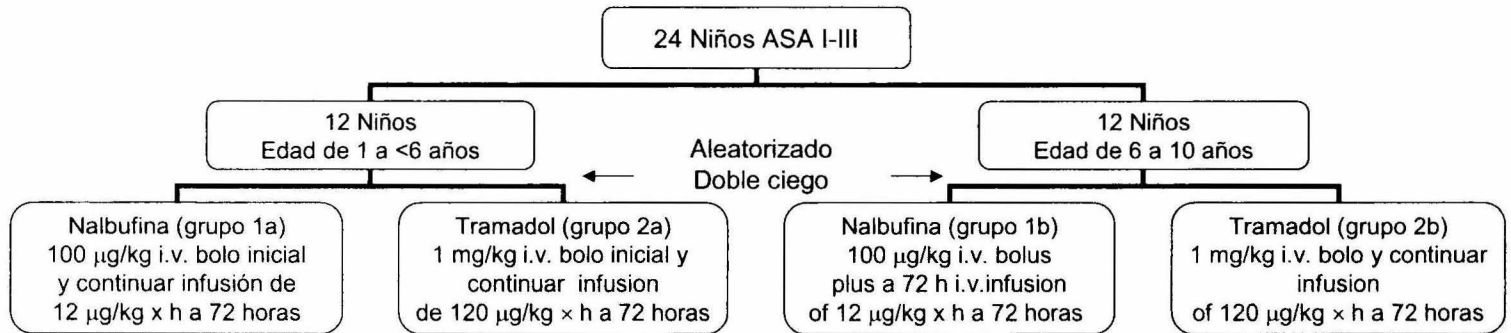 24 Niños ASA I-III
12 Niños
Edad de 1 a <6 años
Aleatorizado
Doble ciego
12 Niños
Edad de 6 a 10 años
Nalbufina (grupo 1a)
100 μg/kg i.v. bolo inicial
y continuar infusión de
12 μg/kg x h a 72 horas
Tramadol (grupo 2a)
1 mg/kg i.v. bolo inicial y
continuar infusion
de 120 μg/kg × h a 72 horas
Nalbufina (grupo 1b)
100 μg/kg i.v. bolus
plus a 72 h i.v.infusion
of 12 μg/kg x h a 72 horas
Tramadol (grupo 2b)
1 mg/kg i.v. bolo y continuar
infusion
of 120 μg/kg × h a 72 horas